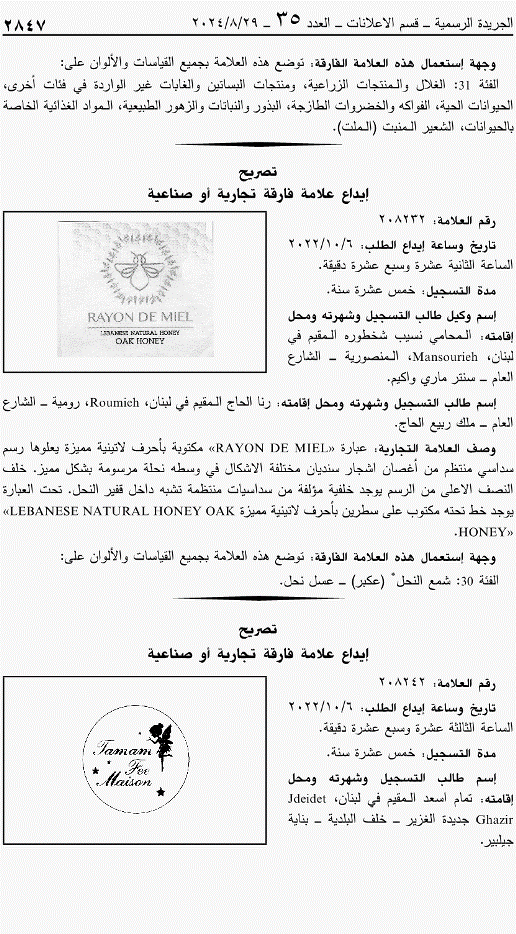 الجريدة الرسمية – قسم الاعلانات – العدد ٣٥ – ٢٠٢٤/٨/٢٩
٢٨٤٧
وجهة إستعمال هذه العلامة الفارقة: توضع هذه العلامة بجميع القياسات والألوان على:
الفئة 31: الغلال والـمنتجات الزراعية، ومنتجات البساتين والغابات غير الواردة في فئات أخرى،
الحيوانات الحية، الفواكه والخضروات الطازجة، البذور والنباتات والزهور الطبيعية، الـمواد الغذائية الخاصة
بالحيوانات، الشعير الـمنبت (الـملت).
تصريح
إيداع علامة فارقة تجارية أو صناعية
رقم العلامة: ٢٠٨٢٣٢
تاريخ وساعة إيداع الطلب: ٢٠٢٢/١٠/٦
الساعة الثانية عشرة وسبع عشرة دقيقة.
مدة التسجيل: خمس عشرة سنة.
إسم وكيل طالب التسجيل وشهرته ومحل
إقامته: الـمحامي نسيب شخطوره الـمقيم في
لبنان، Mansourieh، الـمنصورية – الشارع
العام – سنتر ماري واكيم.
RAYON DE MIEL
LEBANESE NATURAL HONEY
OAK HONEY
إسم طالب التسجيل وشهرته ومحل إقامته: رنا الحاج الـمقيم في لبنان، Roumieh، رومية – الشارع
العام – ملك ربيع الحاج.
وصف العلامة التجارية: عبارة «RAYON DE MIEL» مكتوبة بأحرف لاتينية مميزة يعلوها رسم
سداسي منتظم من أغصان اشجار سنديان مختلفة الاشكال في وسطه نحلة مرسومة بشكل مميز. خلف
النصف الاعلى من الرسم يوجد خلفية مؤلفة من سداسيات منتظمة تشبه داخل قفير النحل. تحت العبارة
يوجد خط تحته مكتوب على سطرين بأحرف لاتينية مميزة «LEBANESE NATURAL HONEY OAK
HONEY».
وجهة إستعمال هذه العلامة الفارقة: توضع هذه العلامة بجميع القياسات والألوان على:
الفئة 30: شمع النحل* (عكبر) – عسل نحل.
تصريح
إيداع علامة فارقة تجارية أو صناعية
رقم العلامة: ٢٠٨٢٤٢
تاريخ وساعة إيداع الطلب: ٢٠٢٢/١٠/٦
الساعة الثالثة عشرة وسبع عشرة دقيقة.
مدة التسجيل: خمس عشرة سنة.
إسم طالب التسجيل وشهرته ومحل
إقامته: تمام اسعد الـمقيم في لبنان، Jdeidet
Ghazir جديدة الغزير – خلف البلدية – بناية
جيلبير.
Tamam
Fee
Maison